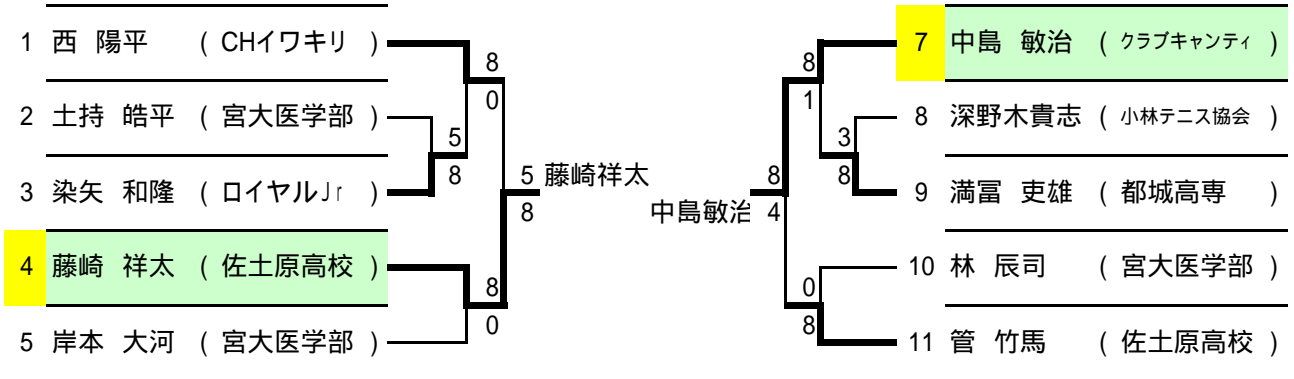 1 西 陽平 ( CHイワキリ )
2 土持 皓平 ( 宮大医学部 )
3 染矢 和隆 ( ロイヤルJr )
4 藤崎 祥太 ( 佐土原高校 )
5 岸本 大河 ( 宮大医学部 )
8
0
5
8
5 藤崎祥太
8
8
0
8
中島敏治 4
8
1
3
8
0
8
7 中島 敏治 ( クラブキャンティ )
8 深野木貴志 ( 小林テニス協会 )
9 満冨 吏雄 ( 都城高専 )
10 林 辰司 ( 宮大医学部 )
11 管 竹馬 ( 佐土原高校 )